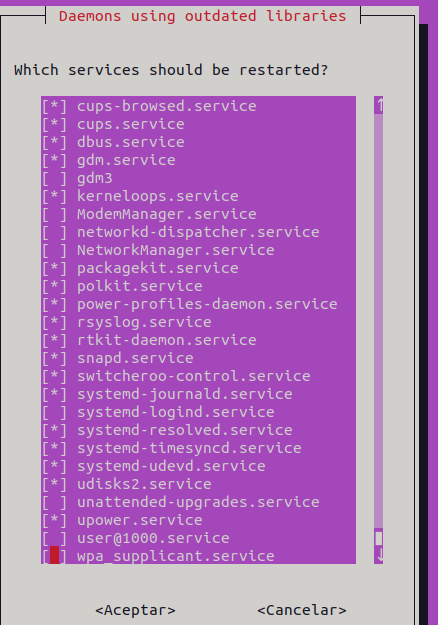 Daemons using outdated libraries
Which services should be restarted?
[*] cups-browsed.service
[*] cups.service
[*] dbus.service
[*] gdm.service
[ ] gdm3
[*] kerneloops.service
[ ] ModemManager.service
[ ] networkd-dispatcher.service
[ ] NetworkManager.service
[*] packagekit.service
[*] polkit.service
[*] power-profiles-daemon.service
[*] rsyslog.service
[*] rtkit-daemon.service
[*] snapd.service
[*] switcheroo-control.service
[*] systemd-journald.service
[ ] systemd-logind.service
[*] systemd-resolved.service
[*] systemd-timesyncd.service
[*] systemd-udevd.service
[*] udisks2.service
[ ] unattended-upgrades.service
[*] upower.service
[ ] user@1000.service
[ ] wpa_supplicant.service
<Aceptar> <Cancelar>